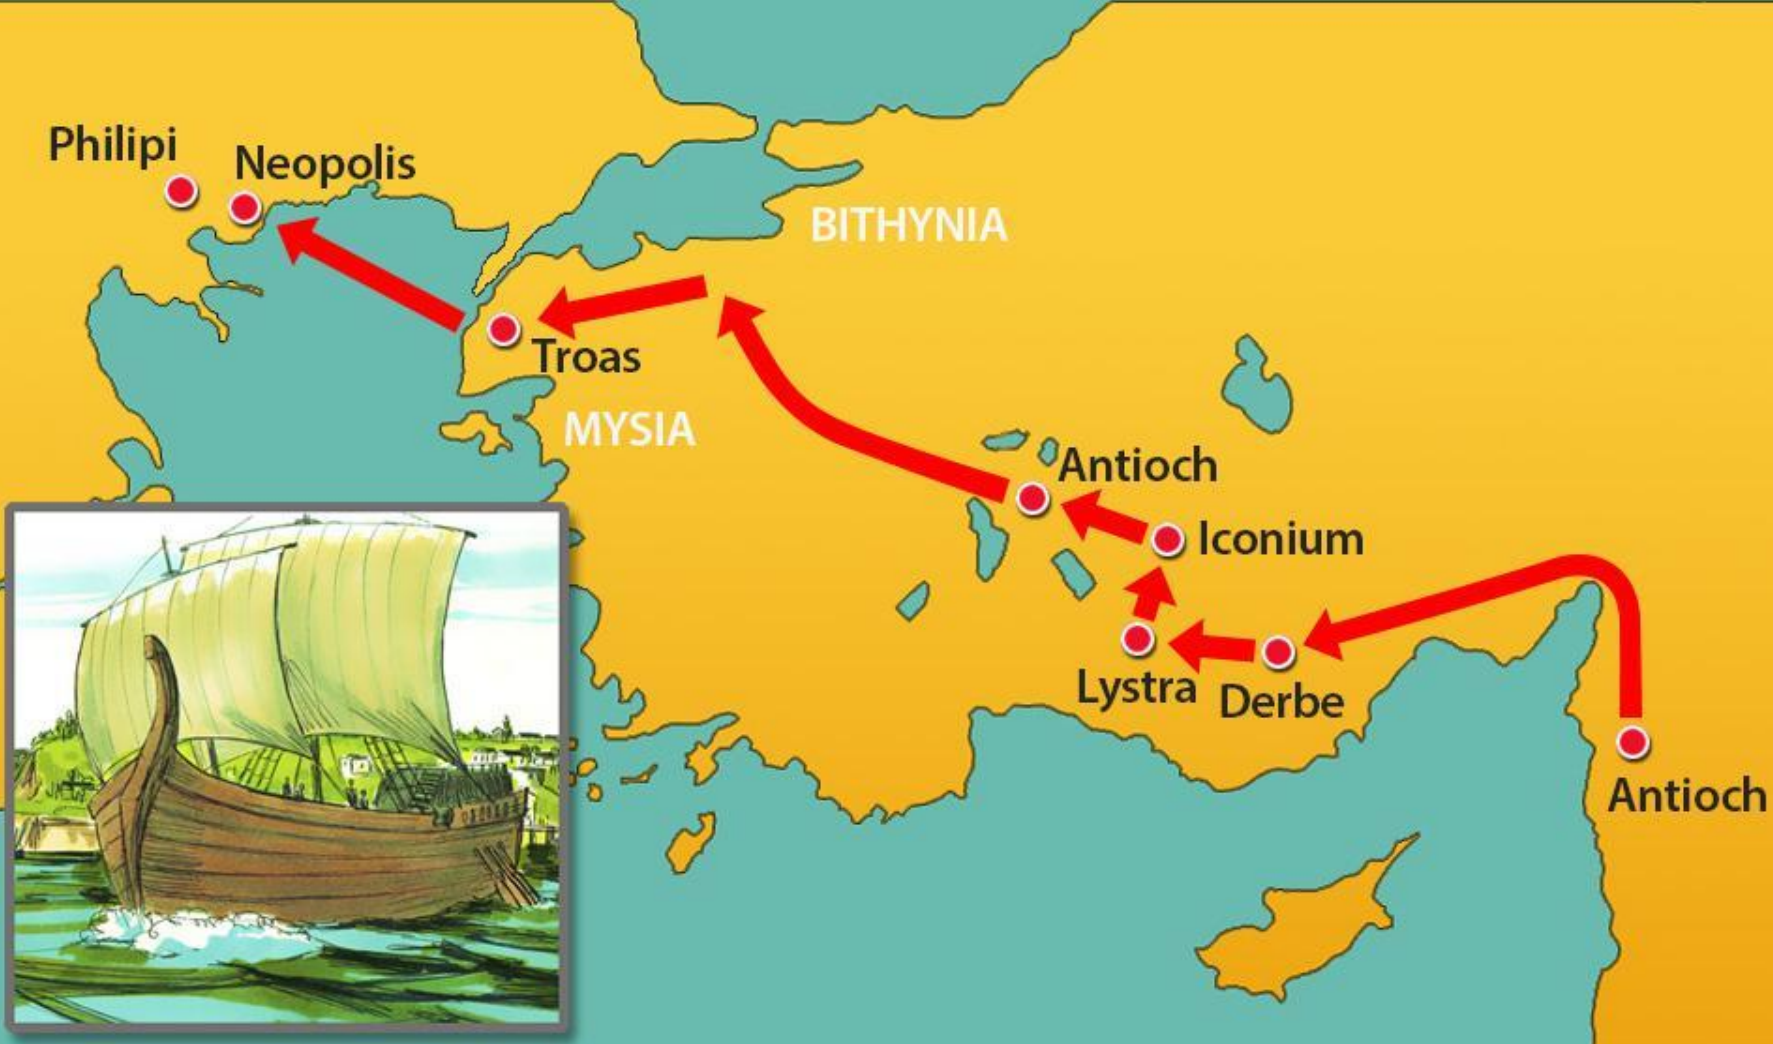 Philipi
Neopolis
BITHYNIA
Troas
MYSIA
Antioch
Iconium
Lystra
Derbe
Antioch